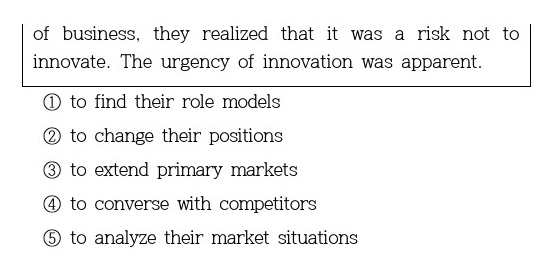 of business, they realized that it was a risk not to
innovate. The urgency of innovation was apparent.
① to find their role models
② to change their positions
③ to extend primary markets
④ to converse with competitors
⑤ to analyze their market situations